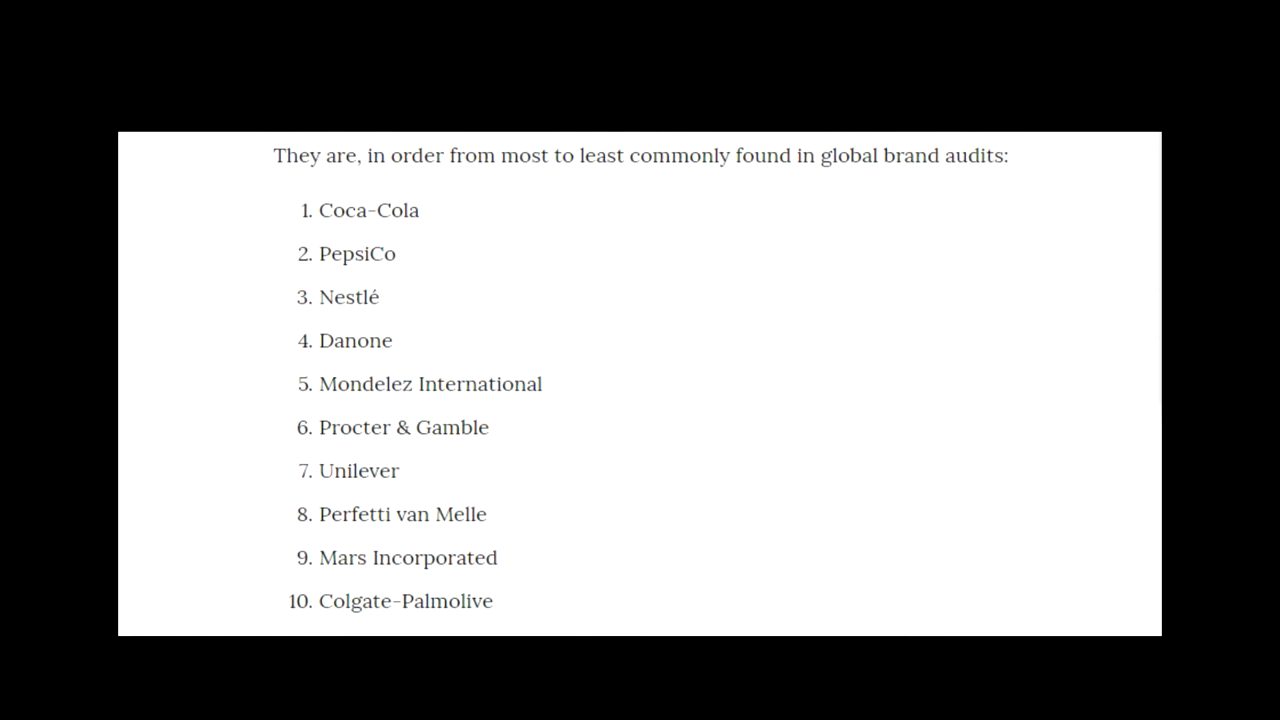 They are, in order from most to least commonly found in global brand audits:
1. Coca-Cola
2. PepsiCo
3. Nestlé
4. Danone
5. Mondelez International
6. Procter & Gamble
7. Unilever
8. Perfetti van Melle
9. Mars Incorporated
10. Colgate-Palmolive